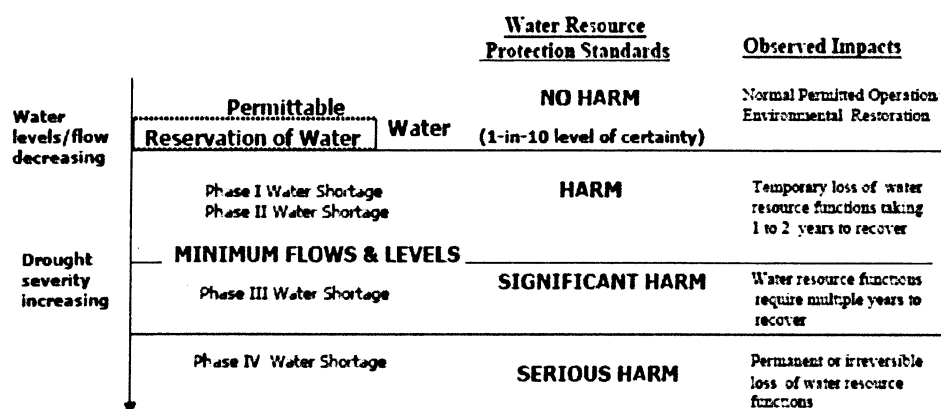 Water Resource
Protection Standards
Observed Impacts
Water
levels/flow
decreasing
Permittable
Reservation of Water
Water
NO HARM
(1-in-10 level of certainty)
Normal Permitted Operation
Environmental Restoration
Phase I Water Shortage
Phase II Water Shortage
HARM
Temporary loss of water
resource functions taking
1 to 2 years to recover
Drought
severity
increasing
MINIMUM FLOWS & LEVELS
Phase III Water Shortage
SIGNIFICANT HARM
Water resource functions
require multiple years to
recover
Phase IV Water Shortage
SERIOUS HARM
Permanent or irreversible
loss of water resource
functions